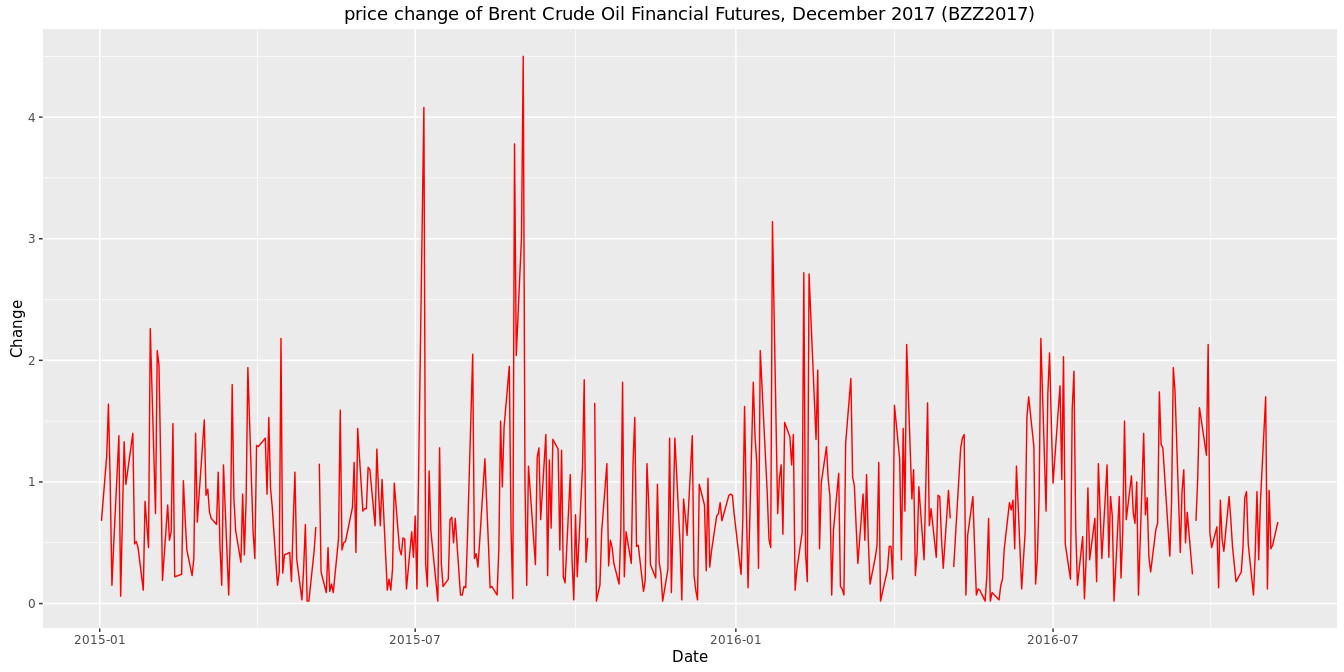 price change of Brent Crude Oil Financial Futures, December 2017 (BZZ2017)
Change
4
3
2
1
0
2015-01 2015-07 2016-01 2016-07
Date